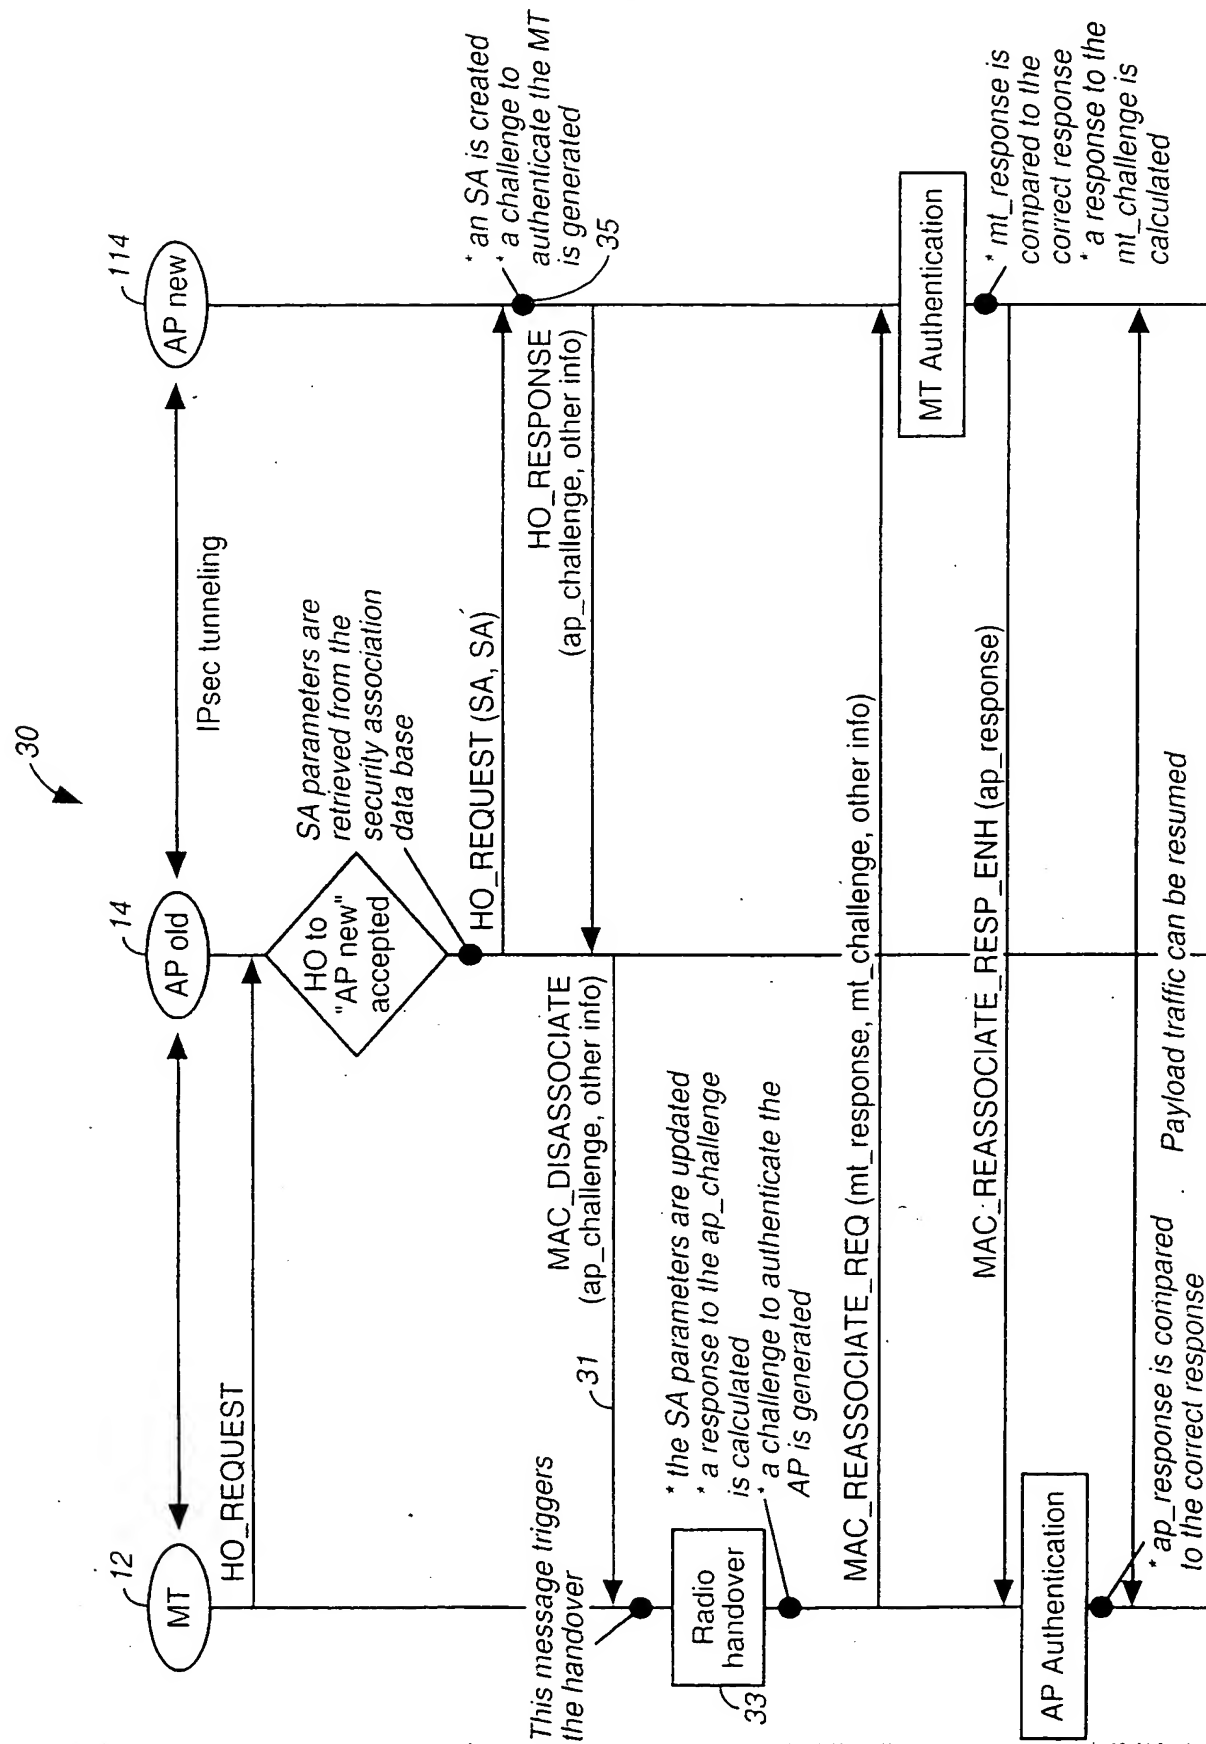 30
12
MT
14
AP old
114
AP new
IPsec tunneling
HO_REQUEST
HO to
"AP new"
accepted
SA parameters are
retrieved from the
security association
data base
HO_REQUEST (SA, SA)
* an SA is created
* a challenge to
authenticate the MT
is generated
35
HO_RESPONSE
(ap_challenge, other info)
MAC_DISASSOCIATE
(ap_challenge, other info)
31
This message triggers
the handover
Radio
handover
33
* the SA parameters are updated
* a response to the ap_challenge
is calculated
* a challenge to authenticate the
AP is generated
MAC_REASSOCIATE_REQ (mt_response, mt_challenge, other info)
MT Authentication
* mt_response is
compared to the
correct response
* a response to the
mt_challenge is
calculated
MAC_REASSOCIATE_RESP_ENH (ap_response)
AP Authentication
* ap_response is compared
to the correct response
Payload traffic can be resumed